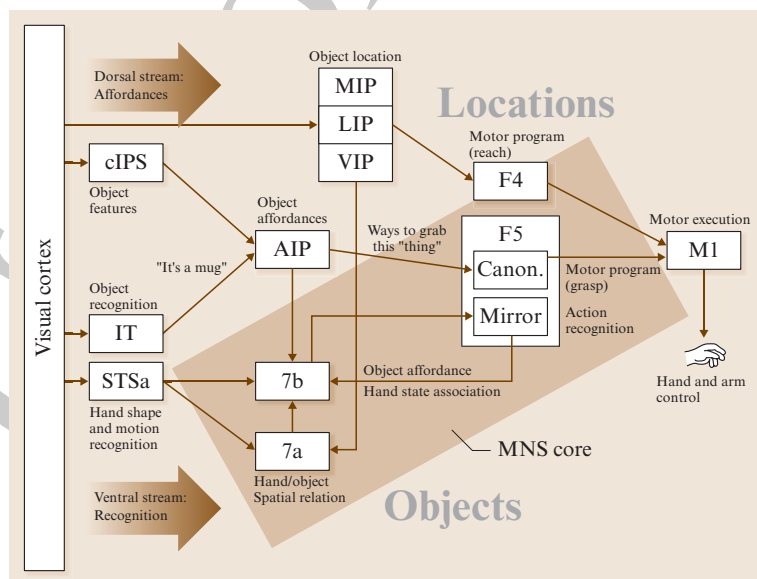 Visual cortex
Dorsal stream:
Affordances
Object location
MIP
LIP
VIP
Locations
Motor program
(reach)
F4
cIPS
Object
features
Object
affordances
AIP
Ways to grab
this "thing"
F5
Canon.
Mirror
Motor execution
M1
Motor program
(grasp)
Action
recognition
"It's a mug"
Object
recognition
IT
STSa
Hand shape
and motion
recognition
7b
Object affordance
Hand state association
Hand and arm
control
7a
Hand/object
Spatial relation
MNS core
Ventral stream:
Recognition
Objects